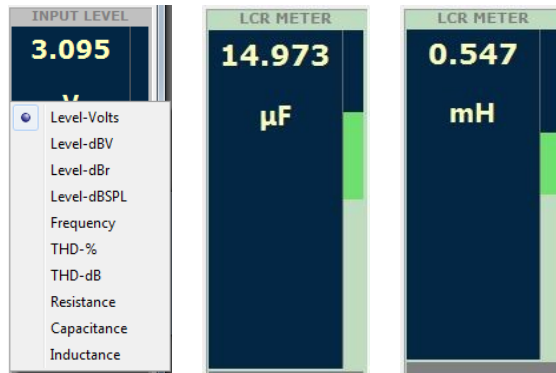 INPUT LEVEL
3.095
V
Level-Volts
Level-dBV
Level-dBr
Level-dBSPL
Frequency
THD-%
THD-dB
Resistance
Capacitance
Inductance
LCR METER
14.973
µF
LCR METER
0.547
mH